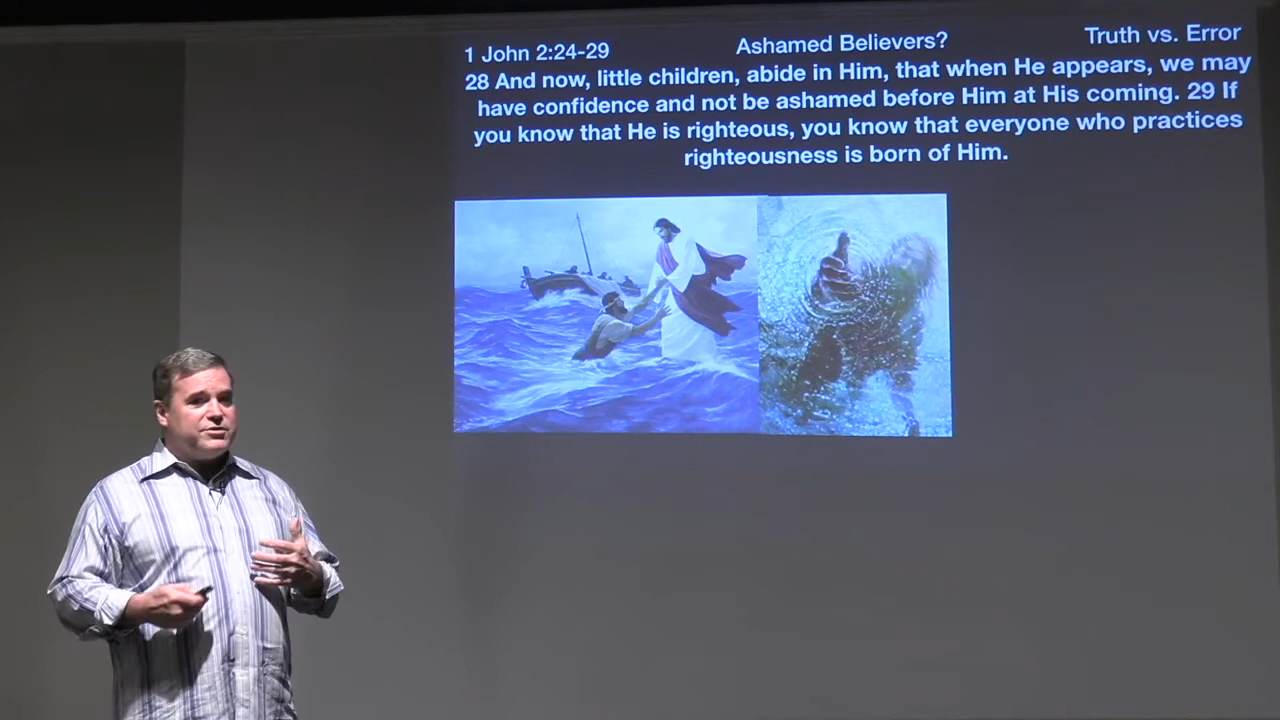 1 John 2:24-29 Ashamed Believers? Truth vs. Error
28 And now, little children, abide in Him, that when He appears, we may
have confidence and not be ashamed before Him at His coming. 29 If
you know that He is righteous, you know that everyone who practices
righteousness is born of Him.